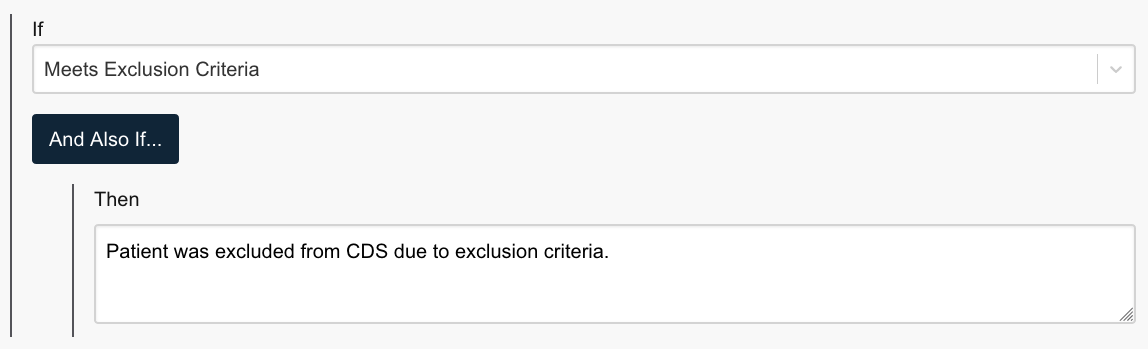 If
Meets Exclusion Criteria
And Also If...
Then
Patient was excluded from CDS due to exclusion criteria.